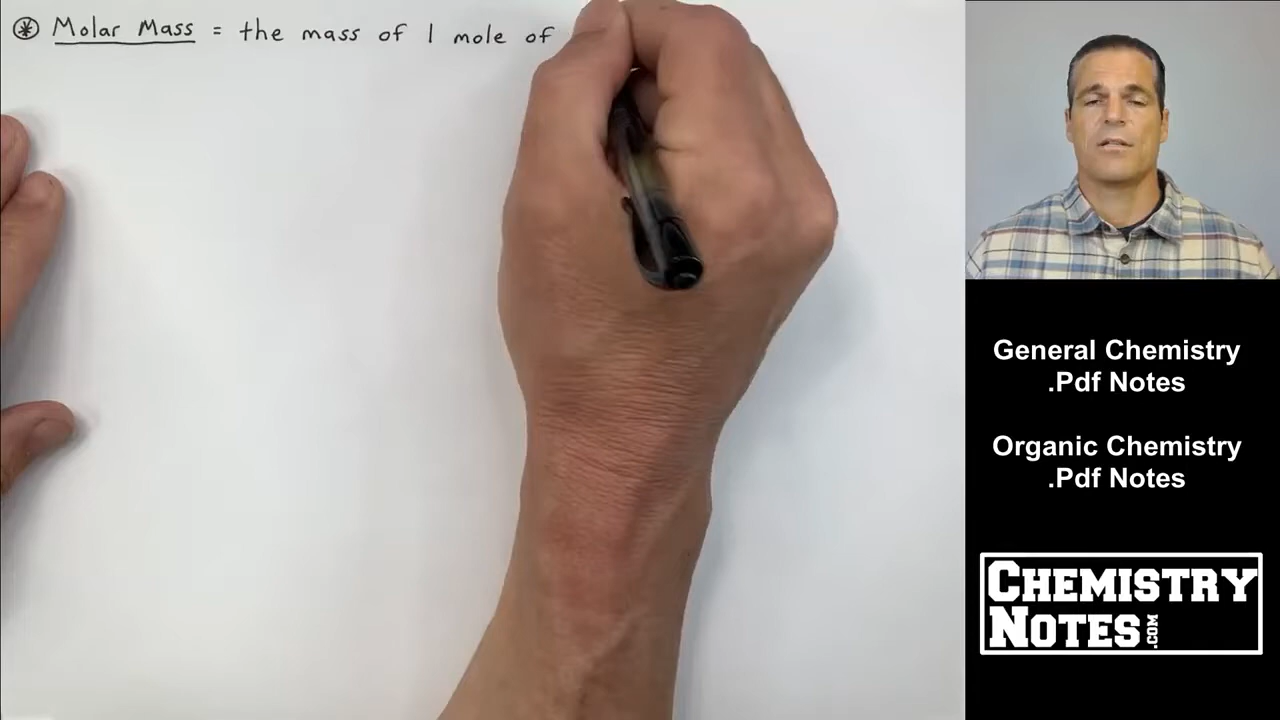 ⊛ Molar Mass = the mass of 1 mole of
General Chemistry
.Pdf Notes
Organic Chemistry
.Pdf Notes
CHEMISTRY
NOTES.COM